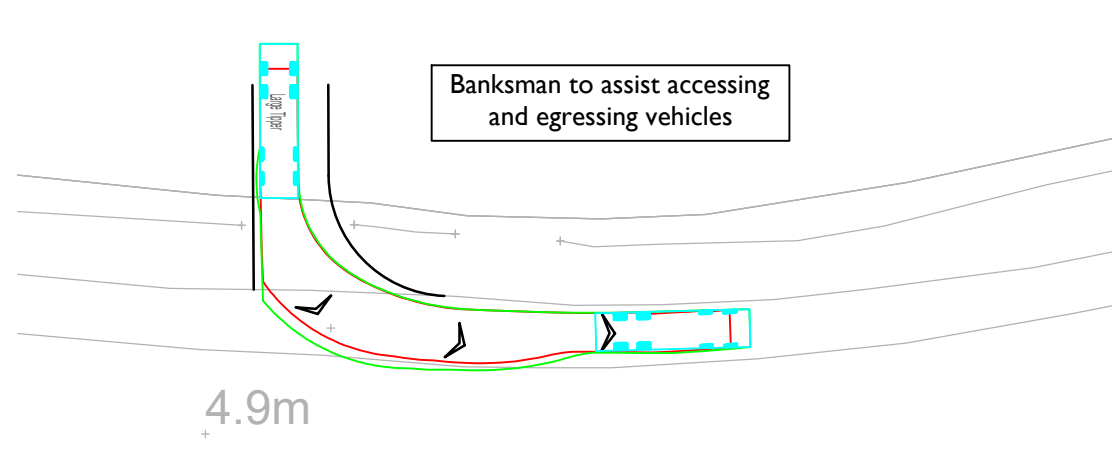 Large Tipper
Banksman to assist accessing
and egressing vehicles
4.9m